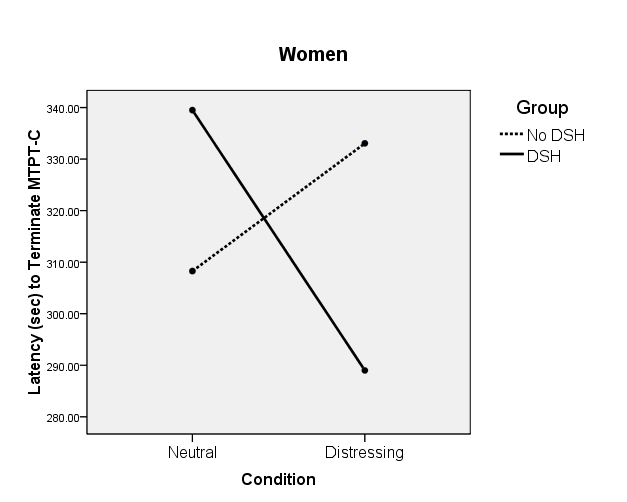 Women
Latency (sec) to Terminate MTPT-C
340.00
330.00
320.00
310.00
300.00
290.00
280.00
Neutral
Distressing
Condition
Group
No DSH
DSH